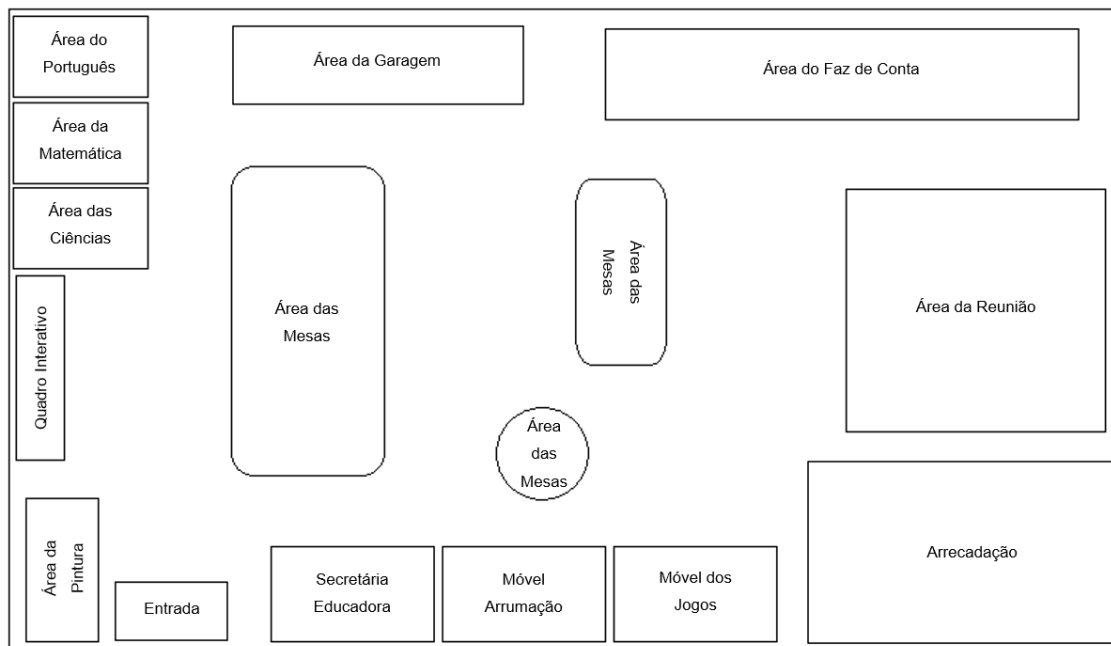 Área do
Português
Área da Garagem
Área do Faz de Conta
Área da
Matemática
Área das
Ciências
Quadro Interativo
Área das
Mesas
Área das
Mesas
Área da Reunião
Área
das
Mesas
Área da
Pintura
Entrada
Secretária
Educadora
Móvel
Arrumação
Móvel dos
Jogos
Arrecadação